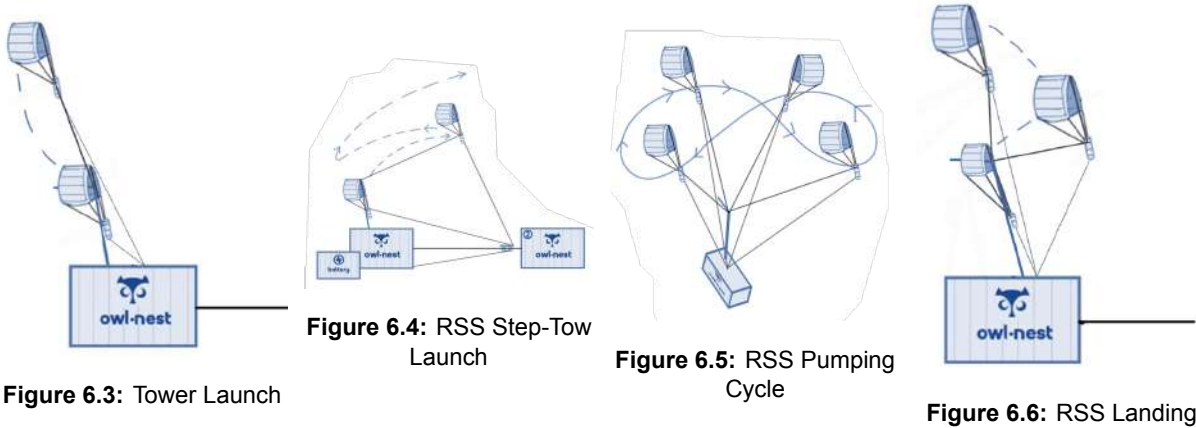 owl·nest
Figure 6.3: Tower Launch
2
owl·nest
owl·nest
battery
Figure 6.4: RSS Step-Tow
Launch
Figure 6.5: RSS Pumping
Cycle
owl·nest
Figure 6.6: RSS Landing